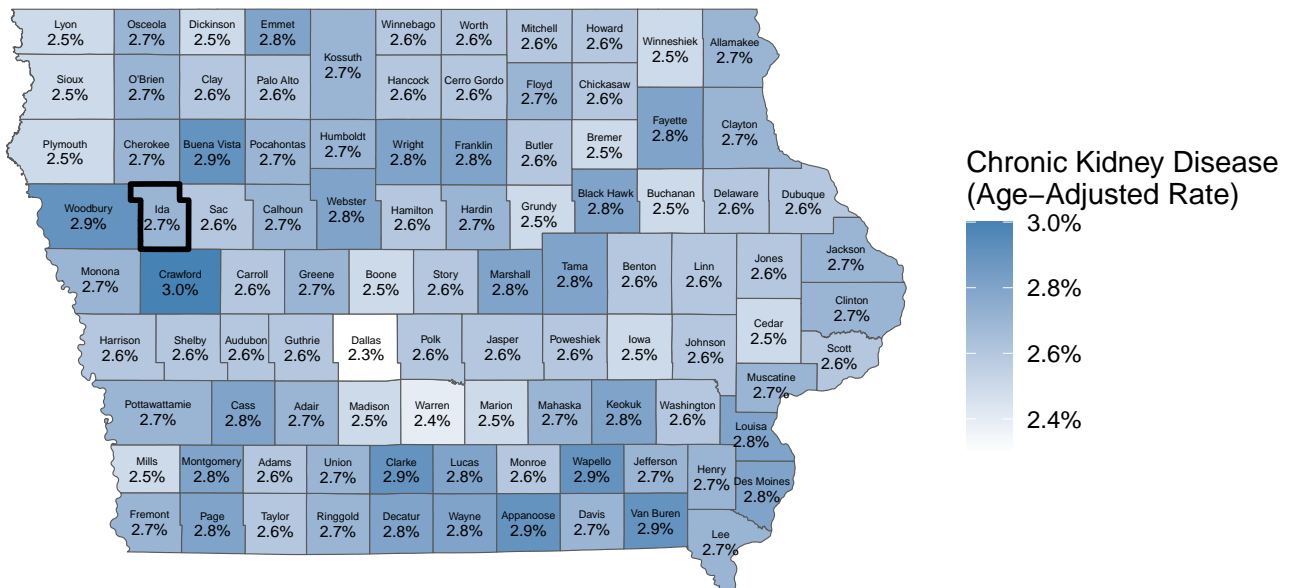 Lyon
2.5%
Osceola
2.7%
Dickinson
2.5%
Emmet
2.8%
Kossuth
2.7%
Winnebago
2.6%
Worth
2.6%
Mitchell
2.6%
Howard
2.6%
Winneshiek
2.5%
Allamakee
2.7%
Sioux
2.5%
O'Brien
2.7%
Clay
2.6%
Palo Alto
2.6%
Hancock
2.6%
Cerro Gordo
2.6%
Floyd
2.7%
Chickasaw
2.6%
Fayette
2.8%
Clayton
2.7%
Plymouth
2.5%
Cherokee
2.7%
Buena Vista
2.9%
Pocahontas
2.7%
Humboldt
2.7%
Wright
2.8%
Franklin
2.8%
Butler
2.6%
Bremer
2.5%
Woodbury
2.9%
Ida
2.7%
Sac
2.6%
Calhoun
2.7%
Webster
2.8%
Hamilton
2.6%
Hardin
2.7%
Grundy
2.5%
Black Hawk
2.8%
Buchanan
2.5%
Delaware
2.6%
Dubuque
2.6%
Monona
2.7%
Crawford
3.0%
Carroll
2.6%
Greene
2.7%
Boone
2.5%
Story
2.6%
Marshall
2.8%
Tama
2.8%
Benton
2.6%
Linn
2.6%
Jones
2.6%
Jackson
2.7%
Clinton
2.7%
Harrison
2.6%
Shelby
2.6%
Audubon
2.6%
Guthrie
2.6%
Dallas
2.3%
Polk
2.6%
Jasper
2.6%
Poweshiek
2.6%
Iowa
2.5%
Johnson
2.6%
Cedar
2.5%
Scott
2.6%
Muscatine
2.7%
Pottawattamie
2.7%
Cass
2.8%
Adair
2.7%
Madison
2.5%
Warren
2.4%
Marion
2.5%
Mahaska
2.7%
Keokuk
2.8%
Washington
2.6%
Louisa
2.8%
Mills
2.5%
Montgomery
2.8%
Adams
2.6%
Union
2.7%
Clarke
2.9%
Lucas
2.8%
Monroe
2.6%
Wapello
2.9%
Jefferson
2.7%
Henry
2.7%
Des Moines
2.8%
Fremont
2.7%
Page
2.8%
Taylor
2.6%
Ringgold
2.7%
Decatur
2.8%
Wayne
2.8%
Appanoose
2.9%
Davis
2.7%
Van Buren
2.9%
Lee
2.7%
Chronic Kidney Disease
(Age−Adjusted Rate)
3.0%
2.8%
2.6%
2.4%